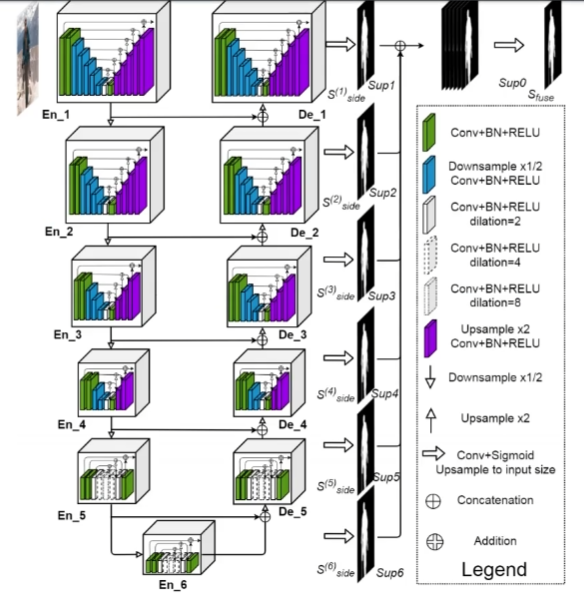 En_1
De_1
S(1)side
Sup1
Sup0
Sfuse
En_2
De_2
S(2)side
Sup2
En_3
De_3
S(3)side
Sup3
En_4
De_4
S(4)side
Sup4
En_5
De_5
S(5)side
Sup5
En_6
S(6)side
Sup6
Conv+BN+RELU
Downsample x1/2
Conv+BN+RELU
Conv+BN+RELU
dilation=2
Conv+BN+RELU
dilation=4
Conv+BN+RELU
dilation=8
Upsample x2
Conv+BN+RELU
Downsample x1/2
Upsample x2
Conv+Sigmoid
Upsample to input size
Concatenation
Addition
Legend